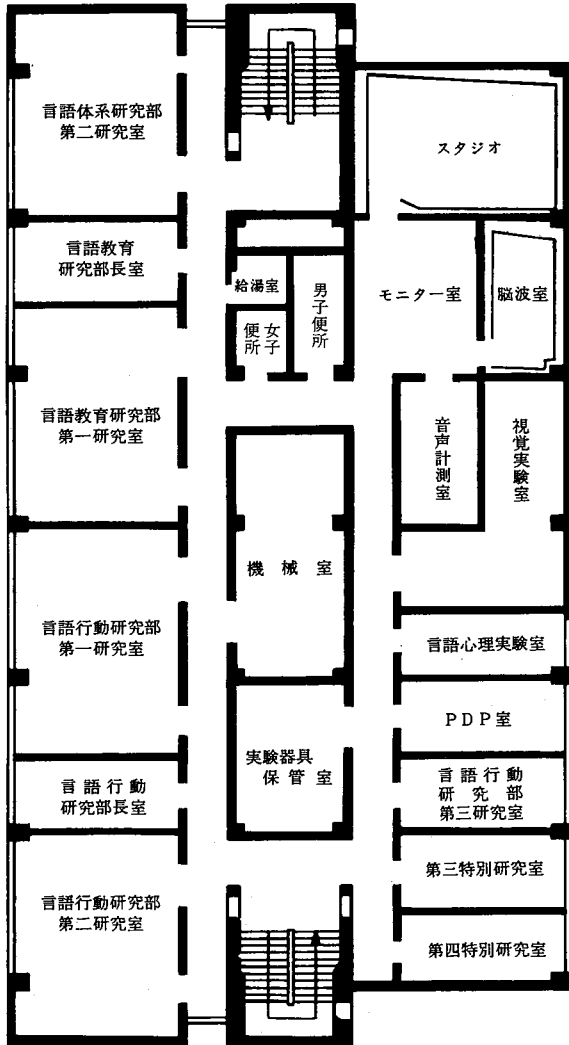 言語体系研究部
第二研究室
スタジオ
言語教育
研究部長室
給湯室
男子便所
女子
便所
モニター室
脳波室
言語教育研究部
第一研究室
音声計測室
視覚実験室
機械室
言語行動研究部
第一研究室
言語心理実験室
PDP室
実験器具
保管室
言語行動
研究部長室
言語行動
研究部
第三研究室
言語行動研究部
第二研究室
第三特別研究室
第四特別研究室